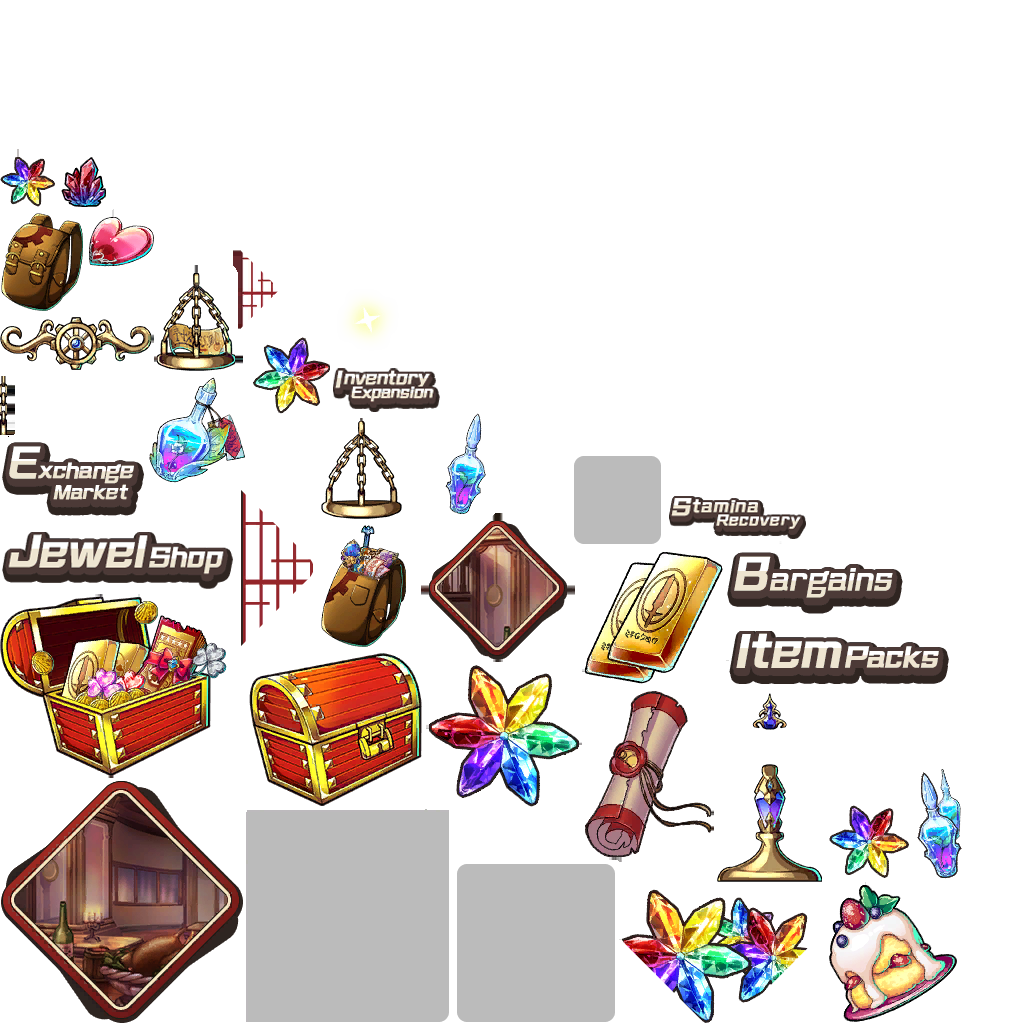 Inventory
Expansion
Exchange
Market
Stamina
Recovery
Jewel Shop
Bargains
Item Packs